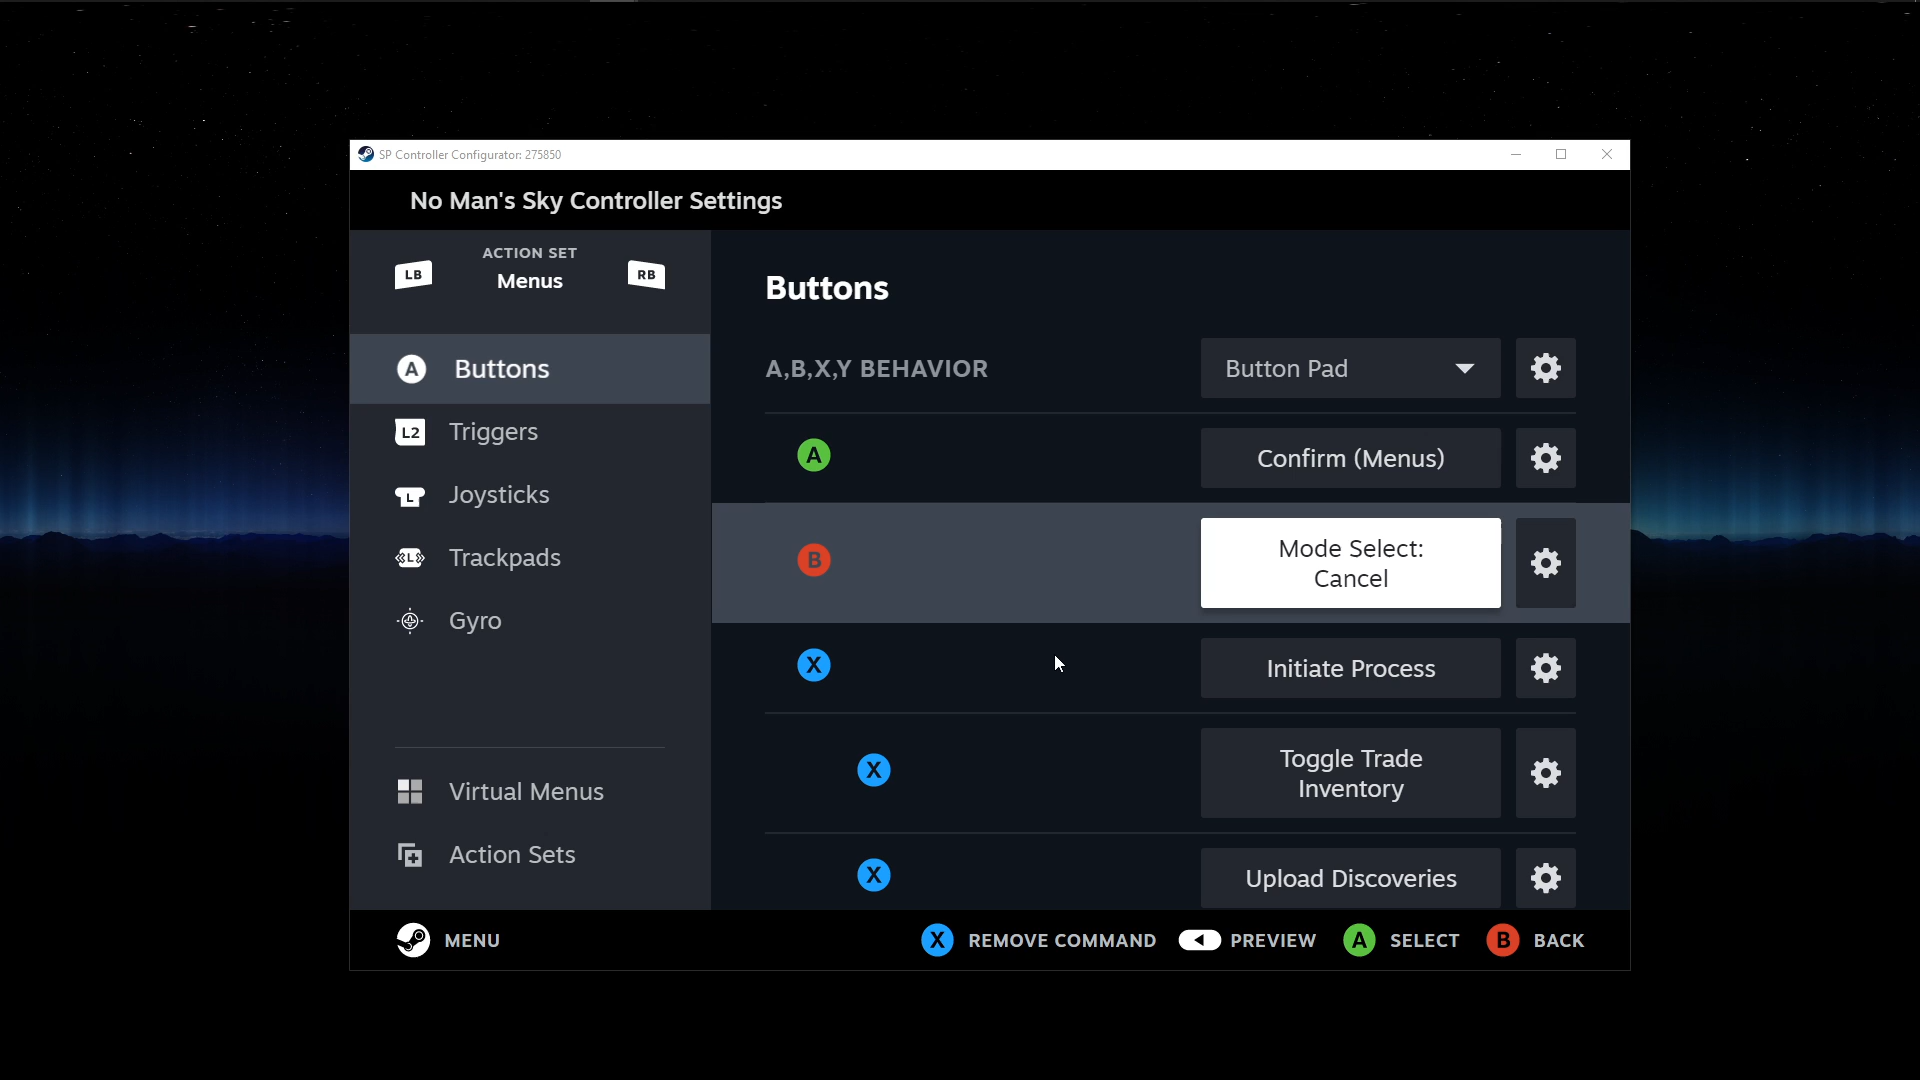 SP Controller Configurator: 275850
No Man's Sky Controller Settings
LB
ACTION SET
Menus
RB
A Buttons
L2 Triggers
L Joysticks
L Trackpads
Gyro
Virtual Menus
Action Sets
Buttons
A,B,X,Y BEHAVIOR
Button Pad
A
Confirm (Menus)
B
Mode Select:
Cancel
X
Initiate Process
X
Toggle Trade
Inventory
X
Upload Discoveries
MENU
X REMOVE COMMAND
PREVIEW
A SELECT
B BACK